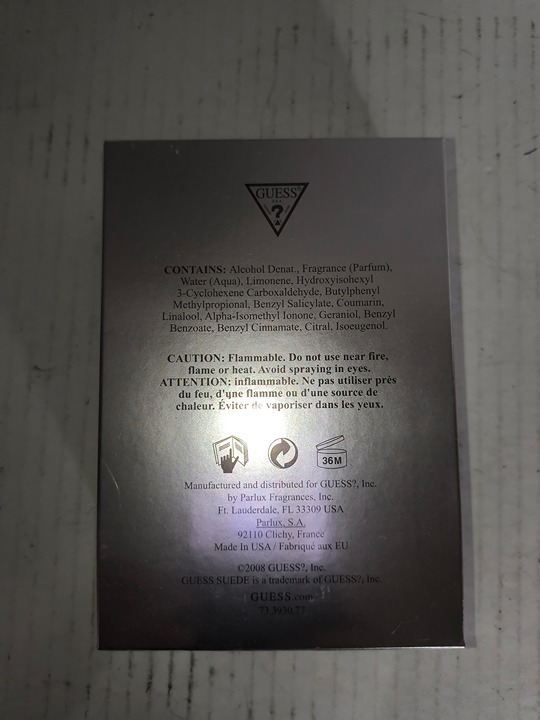 GUESS?
?
CONTAINS: Alcohol Denat., Fragrance (Parfum),
Water (Aqua), Limonene, Hydroxyisohexyl
3-Cyclohexene Carboxaldehyde, Butylphenyl
Methylpropional, Benzyl Salicylate, Coumarin,
Linalool, Alpha-Isomethyl Ionone, Geraniol, Benzyl
Benzoate, Benzyl Cinnamate, Citral, Isoeugenol.
CAUTION: Flammable. Do not use near fire,
flame or heat. Avoid spraying in eyes.
ATTENTION: inflammable. Ne pas utiliser près
du feu, d'une flamme ou d'une source de
chaleur. Éviter de vaporiser dans les yeux.
36M
Manufactured and distributed for GUESS?, Inc.
by Parlux Fragrances, Inc.
Ft. Lauderdale, FL 33309 USA
Parlux, S.A.
92110 Clichy, France
Made In USA / Fabriqué aux EU
©2008 GUESS?, Inc.
GUESS SUEDE is a trademark of GUESS?, Inc.
GUESS.com
73.3930.77